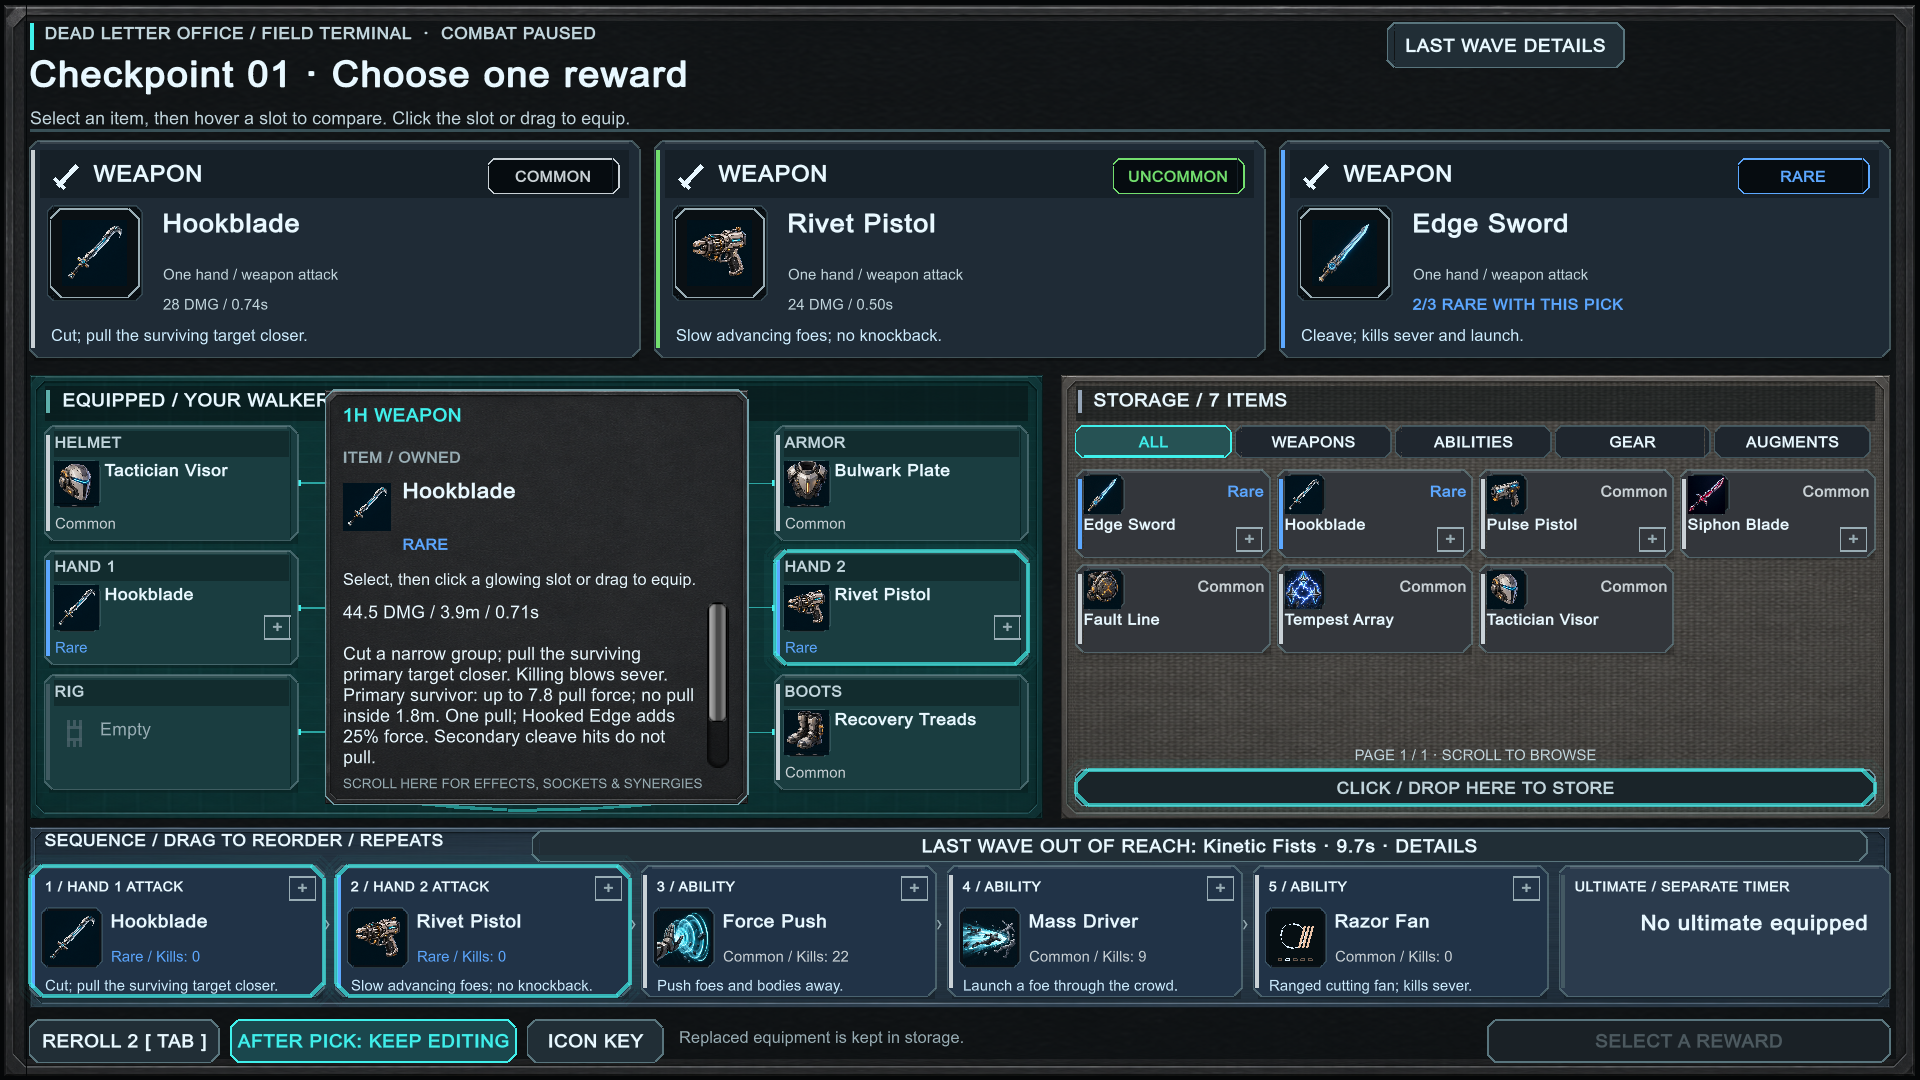 DEAD LETTER OFFICE / FIELD TERMINAL · COMBAT PAUSED
LAST WAVE DETAILS
Checkpoint 01 · Choose one reward
Select an item, then hover a slot to compare. Click the slot or drag to equip.
WEAPON
COMMON
Hookblade
One hand / weapon attack
28 DMG / 0.74s
Cut; pull the surviving target closer.
WEAPON
UNCOMMON
Rivet Pistol
One hand / weapon attack
24 DMG / 0.50s
Slow advancing foes; no knockback.
WEAPON
RARE
Edge Sword
One hand / weapon attack
2/3 RARE WITH THIS PICK
Cleave; kills sever and launch.
EQUIPPED / YOUR WALKER
HELMET
Tactician Visor
Common
HAND 1
Hookblade
+
Rare
RIG
Empty
1H WEAPON
ITEM / OWNED
Hookblade
RARE
Select, then click a glowing slot or drag to equip.
44.5 DMG / 3.9m / 0.71s
Cut a narrow group; pull the surviving
primary target closer. Killing blows sever.
Primary survivor: up to 7.8 pull force; no pull
inside 1.8m. One pull; Hooked Edge adds
25% force. Secondary cleave hits do not
pull.
SCROLL HERE FOR EFFECTS, SOCKETS & SYNERGIES
ARMOR
Bulwark Plate
Common
HAND 2
Rivet Pistol
+
Rare
BOOTS
Recovery Treads
Common
STORAGE / 7 ITEMS
ALL
WEAPONS
ABILITIES
GEAR
AUGMENTS
Rare
Edge Sword
+
Rare
Hookblade
+
Common
Pulse Pistol
+
Common
Siphon Blade
+
Common
Fault Line
Common
Tempest Array
Common
Tactician Visor
PAGE 1 / 1 · SCROLL TO BROWSE
CLICK / DROP HERE TO STORE
SEQUENCE / DRAG TO REORDER / REPEATS
LAST WAVE OUT OF REACH: Kinetic Fists · 9.7s · DETAILS
1 / HAND 1 ATTACK
+
Hookblade
Rare / Kills: 0
Cut; pull the surviving target closer.
2 / HAND 2 ATTACK
+
Rivet Pistol
Rare / Kills: 0
Slow advancing foes; no knockback.
3 / ABILITY
+
Force Push
Common / Kills: 22
Push foes and bodies away.
4 / ABILITY
+
Mass Driver
Common / Kills: 9
Launch a foe through the crowd.
5 / ABILITY
+
Razor Fan
Common / Kills: 0
Ranged cutting fan; kills sever.
ULTIMATE / SEPARATE TIMER
No ultimate equipped
REROLL 2 [ TAB ]
AFTER PICK: KEEP EDITING
ICON KEY
Replaced equipment is kept in storage.
SELECT A REWARD